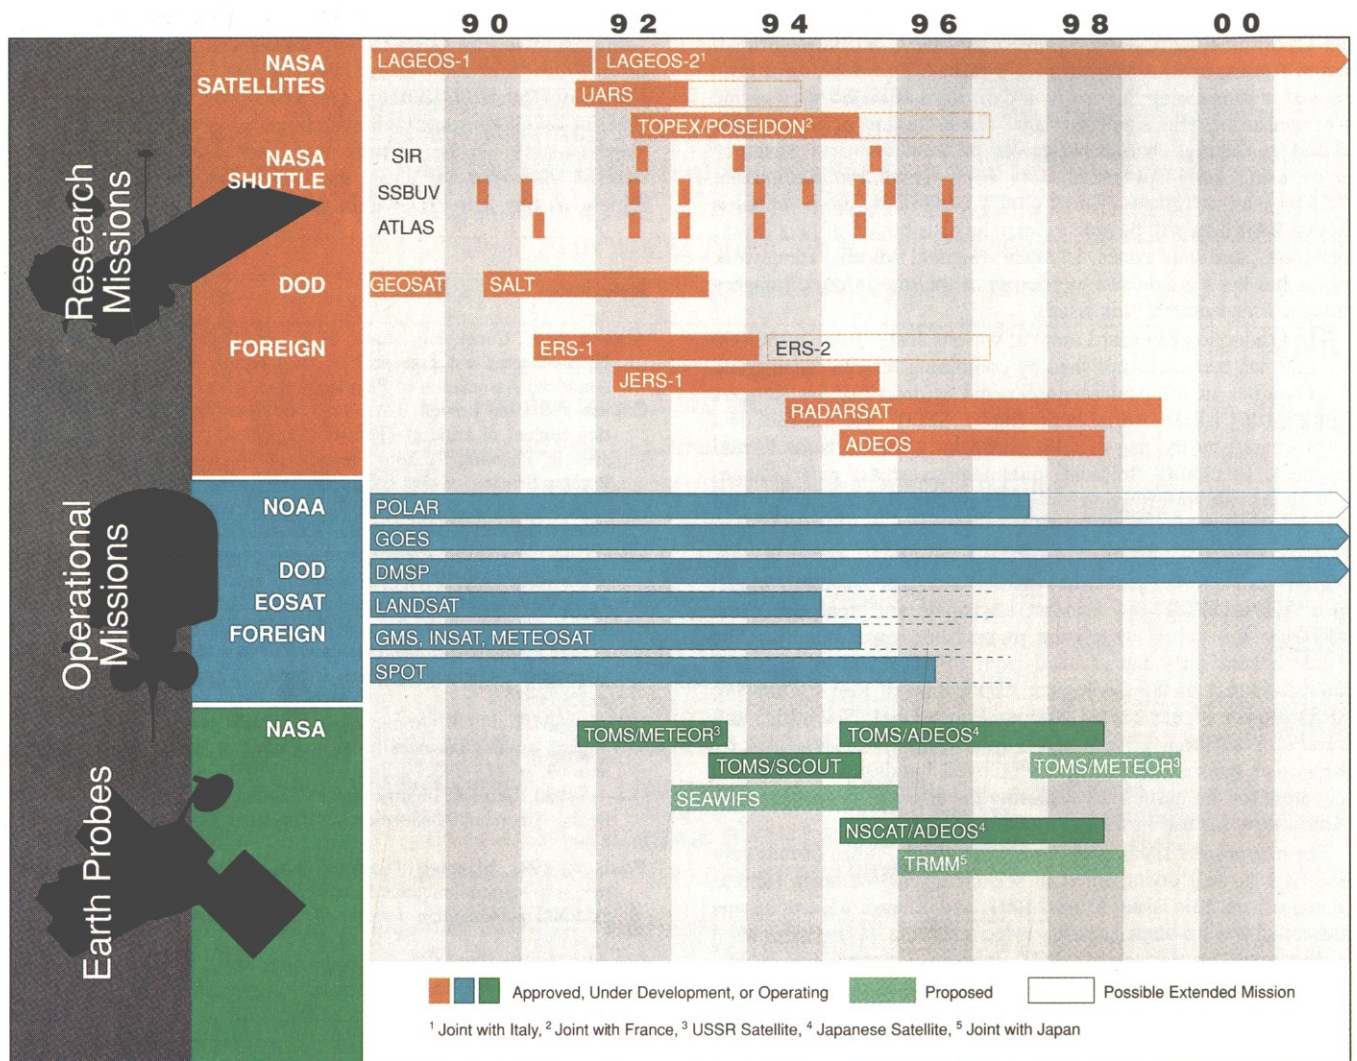 90 92 94 96 98 00
Research
Missions
NASA
SATELLITES
LAGEOS-1 LAGEOS-2¹
UARS
TOPEX/POSEIDON²
NASA
SHUTTLE
SIR
SSBUV
ATLAS
DOD GEOSAT SALT
FOREIGN ERS-1 ERS-2
JERS-1
RADARSAT
ADEOS
Operational
Missions
NOAA POLAR
GOES
DOD DMSP
EOSAT LANDSAT
FOREIGN GMS, INSAT, METEOSAT
SPOT
Earth Probes
NASA TOMS/METEOR³ TOMS/ADEOS⁴
TOMS/SCOUT TOMS/METEOR³
SEAWIFS
NSCAT/ADEOS⁴
TRMM⁵
Approved, Under Development, or Operating Proposed Possible Extended Mission
¹ Joint with Italy, ² Joint with France, ³ USSR Satellite, ⁴ Japanese Satellite, ⁵ Joint with Japan